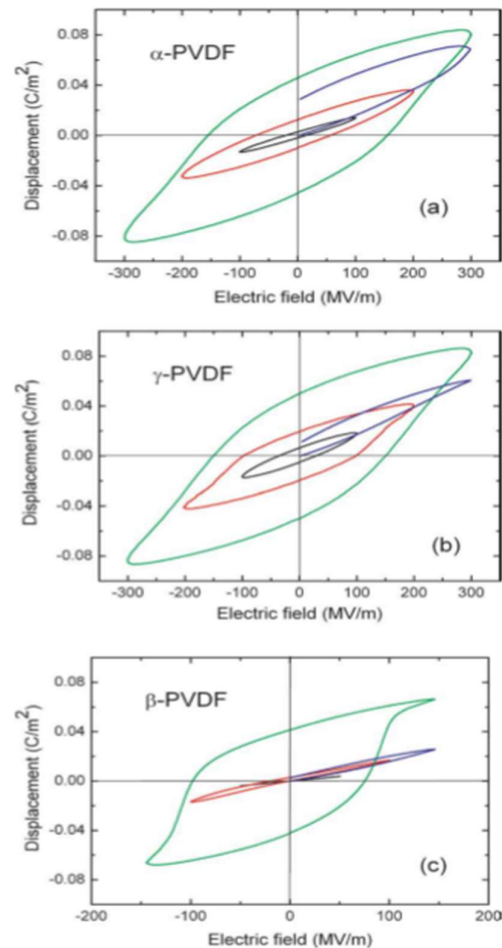 0.08
α-PVDF
0.04
0.00
-0.04
(a)
-0.08
Displacement (C/m²)
-300 -200 -100 0 100 200 300
Electric field (MV/m)
0.08
γ-PVDF
0.04
0.00
-0.04
(b)
-0.08
Displacement (C/m²)
-300 -200 -100 0 100 200 300
Electric field (MV/m)
0.08
β-PVDF
0.04
0.00
-0.04
(c)
-0.08
Displacement (C/m²)
-200 -100 0 100 200
Electric field (MV/m)